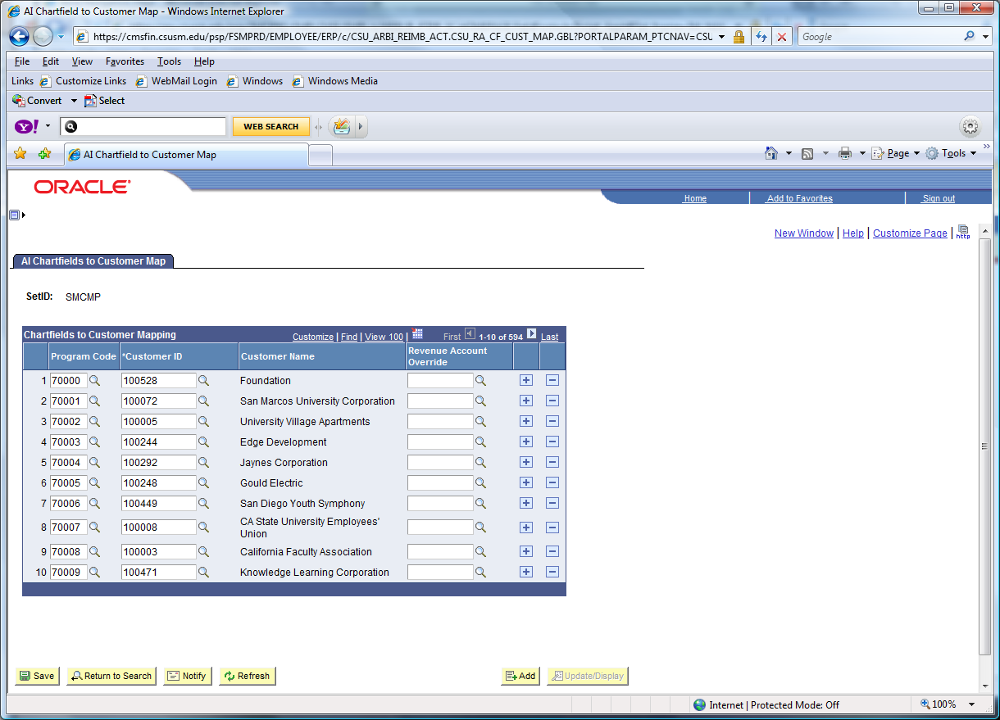 AI Chartfield to Customer Map - Windows Internet Explorer
https://cmsfin.csusm.edu/psp/FSMPRD/EMPLOYEE/ERP/c/CSU_ARBI_REIMB_ACT.CSU_RA_CF_CUST_MAP.GBL?PORTALPARAM_PTCNAV=CSU
Google
File Edit View Favorites Tools Help
Links Customize Links WebMail Login Windows Windows Media
Convert Select
Y! WEB SEARCH
AI Chartfield to Customer Map Page Tools
ORACLE
Home Add to Favorites Sign out
New Window | Help | Customize Page | http
AI Chartfields to Customer Map
SetID: SMCMP
Chartfields to Customer Mapping Customize | Find | View 100 | First 1-10 of 594 Last
Program Code *Customer ID Customer Name Revenue Account Override
1 70000 100528 Foundation
2 70001 100072 San Marcos University Corporation
3 70002 100005 University Village Apartments
4 70003 100244 Edge Development
5 70004 100292 Jaynes Corporation
6 70005 100248 Gould Electric
7 70006 100449 San Diego Youth Symphony
8 70007 100008 CA State University Employees' Union
9 70008 100003 California Faculty Association
10 70009 100471 Knowledge Learning Corporation
Save Return to Search Notify Refresh Add Update/Display
Internet | Protected Mode: Off 100%